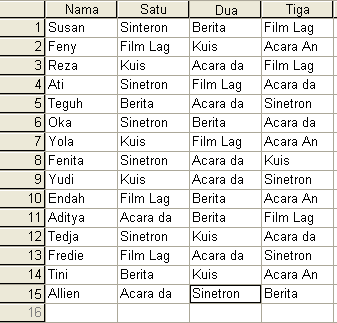 Nama Satu Dua Tiga
1 Susan Sinteron Berita Film Lag
2 Feny Film Lag Kuis Acara An
3 Reza Kuis Acara da Film Lag
4 Ati Sinetron Film Lag Acara da
5 Teguh Berita Acara da Sinetron
6 Oka Sinetron Berita Acara da
7 Yola Kuis Film Lag Acara An
8 Fenita Sinetron Acara da Kuis
9 Yudi Kuis Acara da Sinetron
10 Endah Film Lag Berita Acara An
11 Aditya Acara da Berita Film Lag
12 Tedja Sinetron Kuis Acara da
13 Fredie Film Lag Acara da Sinetron
14 Tini Berita Kuis Acara An
15 Allien Acara da Sinetron Berita
16